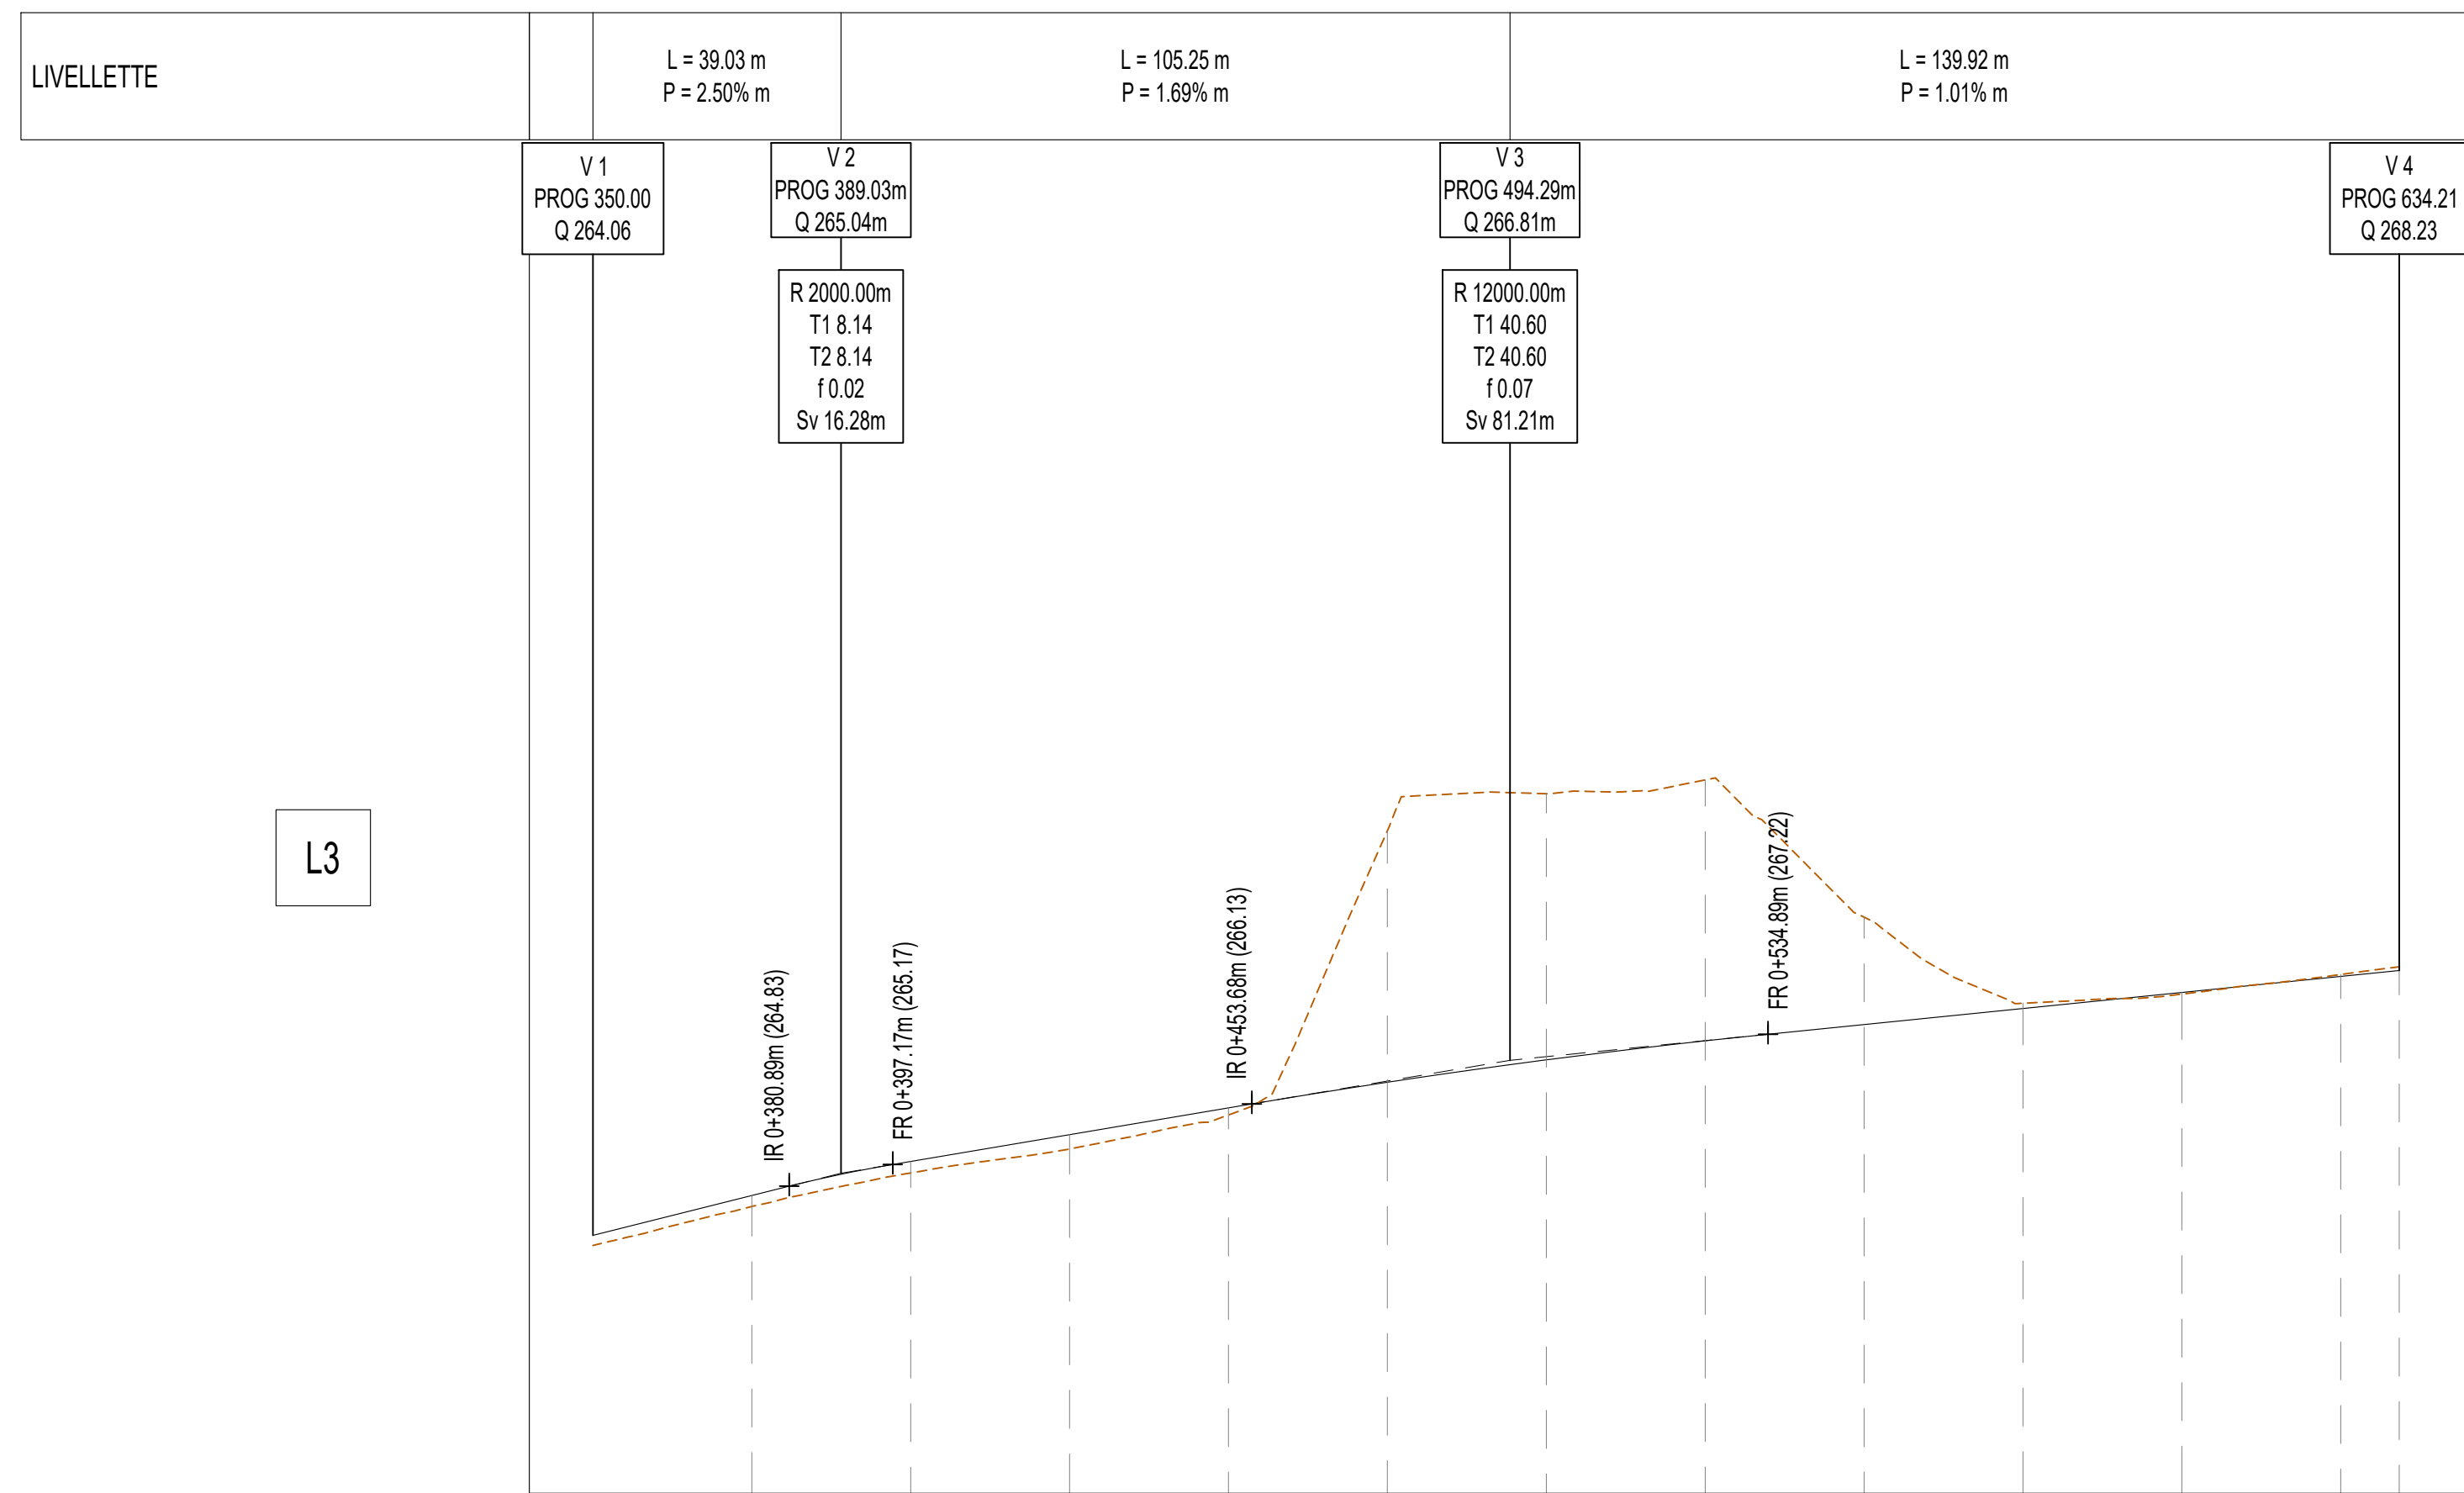 LIVELLETTE
L = 39.03 m
P = 2.50% m
L = 105.25 m
P = 1.69% m
L = 139.92 m
P = 1.01% m
V 1
PROG 350.00
Q 264.06
V 2
PROG 389.03m
Q 265.04m
V 3
PROG 494.29m
Q 266.81m
V 4
PROG 634.21
Q 268.23
R 2000.00m
T1 8.14
T2 8.14
f 0.02
Sv 16.28m
R 12000.00m
T1 40.60
T2 40.60
f 0.07
Sv 81.21m
L3
IR 0+380.89m (264.83)
FR 0+397.17m (265.17)
IR 0+453.68m (266.13)
FR 0+534.89m (267.22)